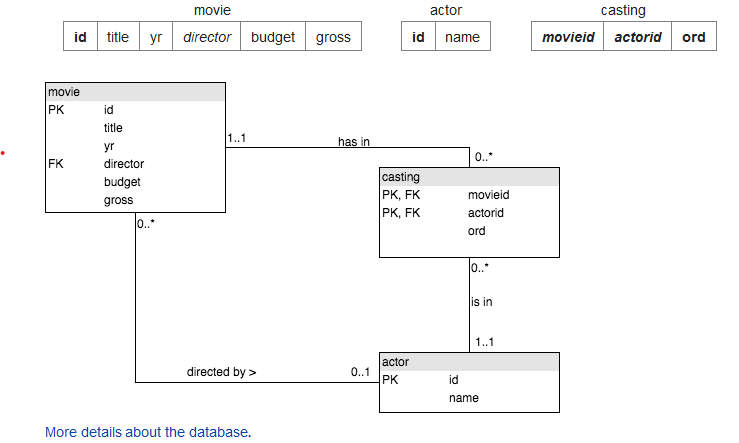 movie
id title yr director budget gross
actor
id name
casting
movieid actorid ord
movie
PK id
title
yr
FK director
budget
gross
1..1
has in
0..*
casting
PK, FK movieid
PK, FK actorid
ord
0..*
0..*
is in
1..1
directed by >
0..1
actor
PK id
name
More details about the database.